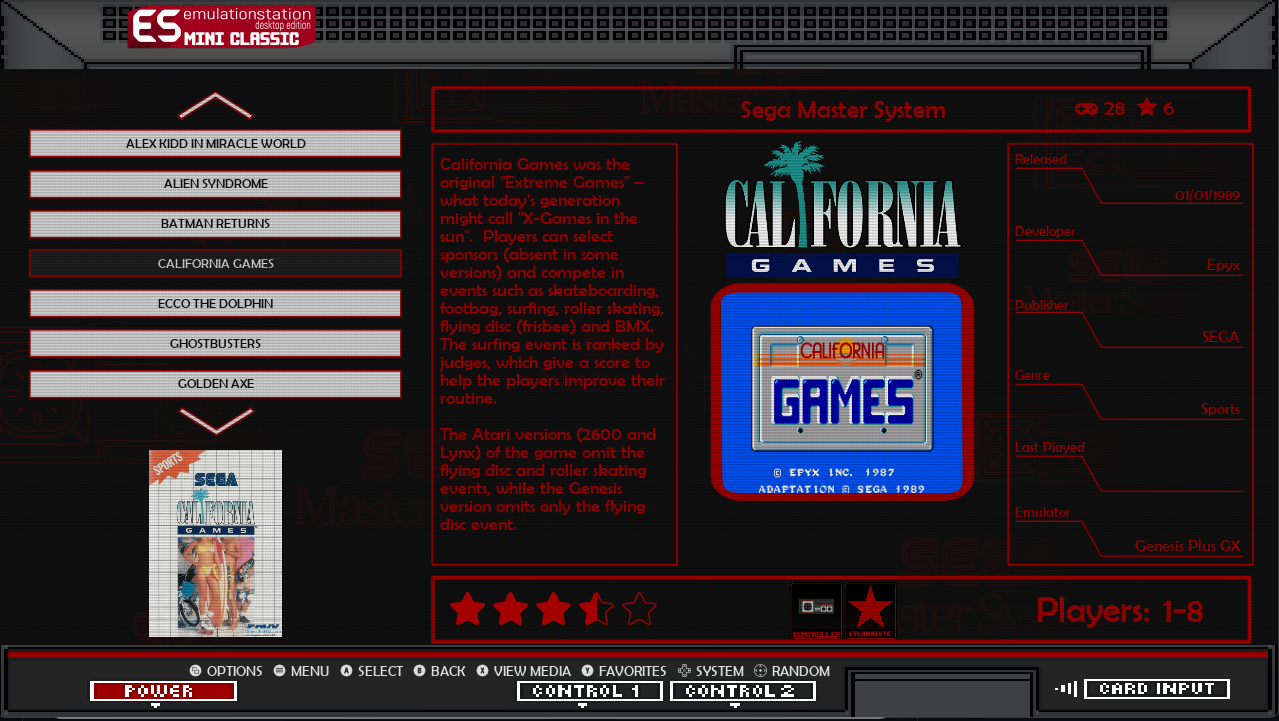 ES emulationstation
desktop edition
MINI CLASSIC
Sega Master System
28
6
ALEX KIDD IN MIRACLE WORLD
ALIEN SYNDROME
BATMAN RETURNS
CALIFORNIA GAMES
ECCO THE DOLPHIN
GHOSTBUSTERS
GOLDEN AXE
SPORTS
SEGA
CALIFORNIA
GAMES
California Games was the
original "Extreme Games" –
what today's generation
might call "X-Games in the
sun".  Players can select
sponsors (absent in some
versions) and compete in
events such as skateboarding,
footbag, surfing, roller skating,
flying disc (frisbee) and BMX.
The surfing event is ranked by
judges, which give a score to
help the players improve their
routine.
The Atari versions (2600 and
Lynx) of the game omit the
flying disc and roller skating
events, while the Genesis
version omits only the flying
disc event.
CALIFORNIA
GAMES
CALIFORNIA
GAMES®
© EPYX INC. 1987
ADAPTATION © SEGA 1989
Released
01/01/1989
Developer
Epyx
Publisher
SEGA
Genre
Sports
Last Played
Emulator
Genesis Plus GX
CONTROLLER
FAVOURITE
Players: 1-8
OPTIONS
MENU
A SELECT
B BACK
X VIEW MEDIA
Y FAVORITES
SYSTEM
RANDOM
POWER
CONTROL 1
CONTROL 2
CARD INPUT